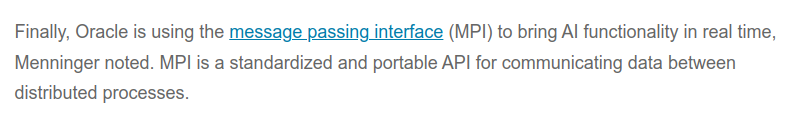 Finally, Oracle is using the message passing interface (MPI) to bring AI functionality in real time,
Menninger noted. MPI is a standardized and portable API for communicating data between
distributed processes.